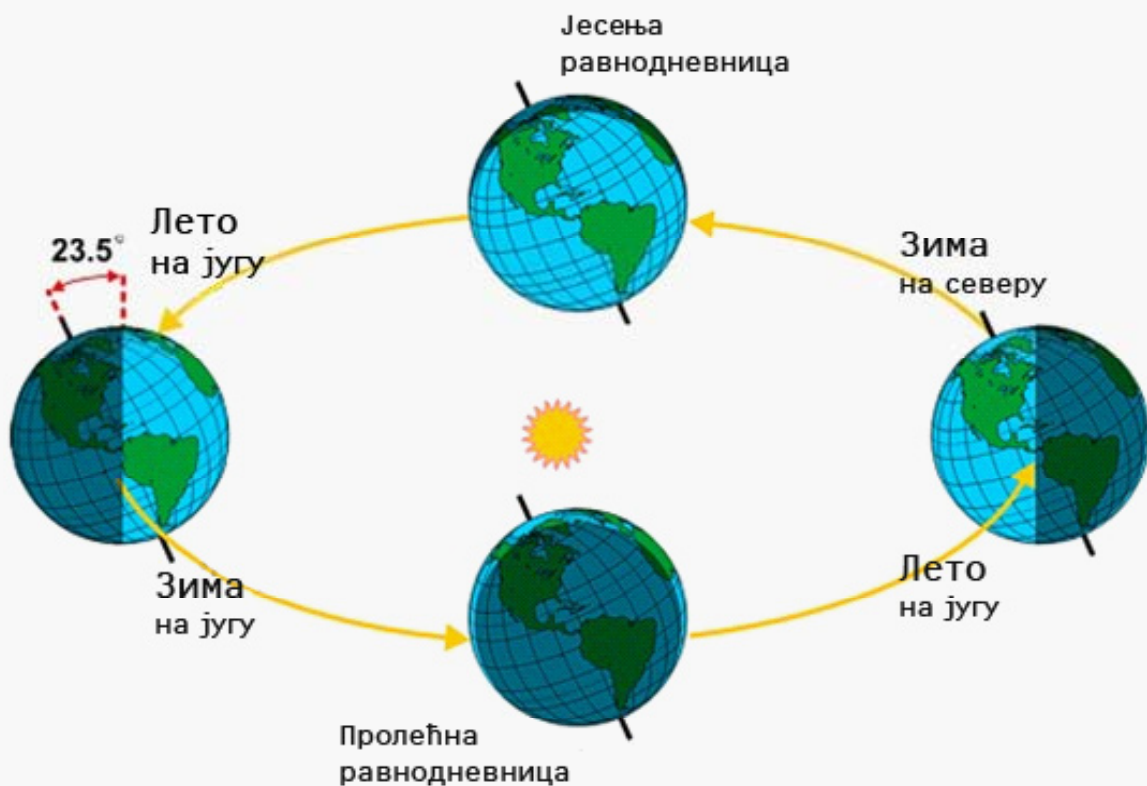 Јесења
равнодневница
Лето
на југу
23.5°
Зима
на северу
Зима
на југу
Лето
на југу
Пролећна
равнодневница